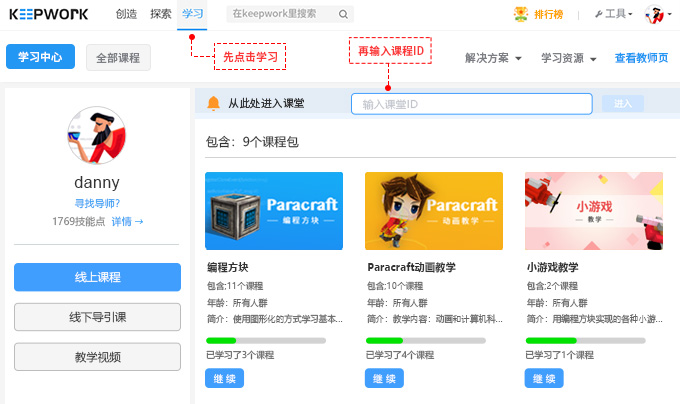 KEEPWORK 创造 探索 学习 在keepwork里搜索 排行榜 工具
先点击学习 再输入课程ID
学习中心 全部课程 解决方案 学习资源 查看教师页
从此处进入课堂 输入课堂ID 进入
danny
寻找导师?
1769技能点 详情 →
线上课程
线下导引课
教学视频
包含：9个课程包
Paracraft
编程方块
编程方块
包含;11个课程
年龄：所有人群
简介：使用图形化的方式学习基本...
已学习了3个课程
继 续
Paracraft
动画教学
Paracraft动画教学
包含;10个课程
年龄：所有人群
简介：教学内容：动画和计算机科...
已学习了4个课程
继 续
小游戏
教学
小游戏教学
包含;2个课程
年龄：所有人群
简介：用编程方块实现的各种小游...
已学习了1个课程
继 续